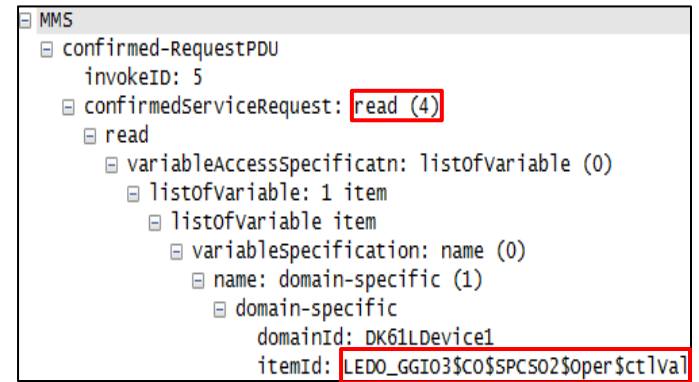 MMS
confirmed-RequestPDU
invokeID: 5
confirmedServiceRequest: read (4)
read
variableAccessSpecificatn: listOfVariable (0)
listOfVariable: 1 item
listOfVariable item
variableSpecification: name (0)
name: domain-specific (1)
domain-specific
domainId: DK61LDevice1
itemId: LEDO_GGIO3$CO$SPCSO2$Oper$ctlVal